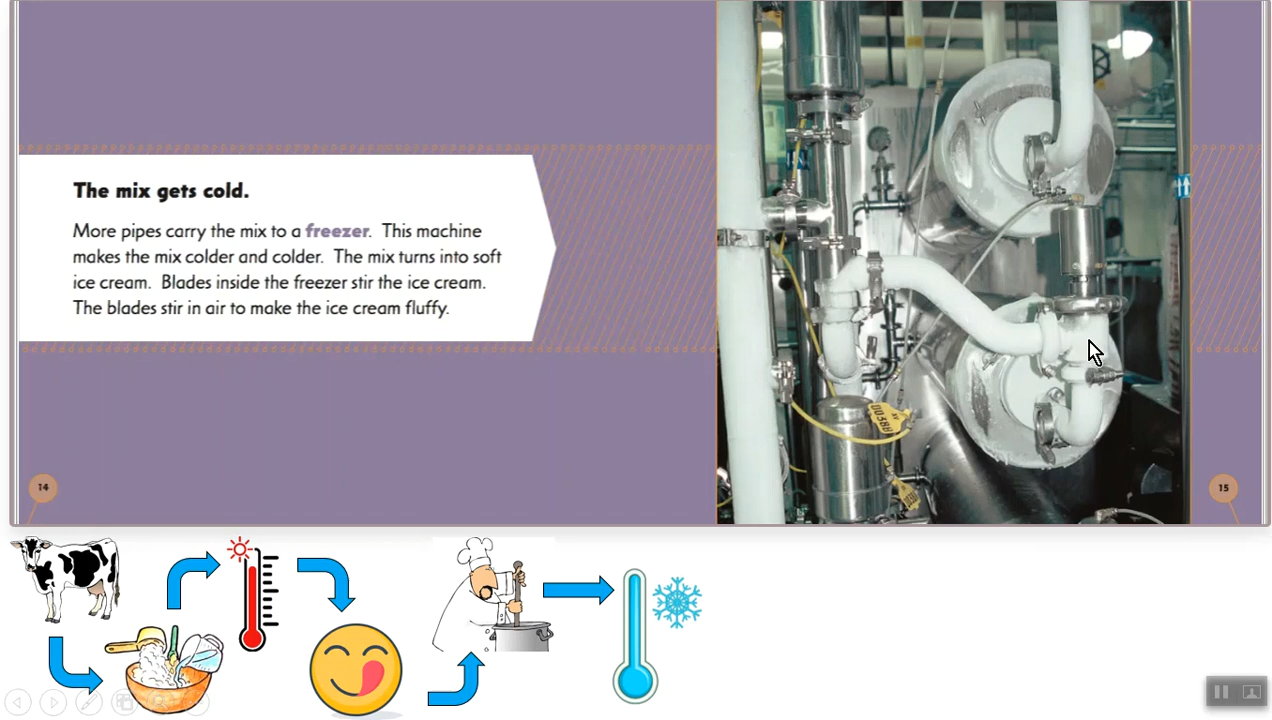 The mix gets cold.
More pipes carry the mix to a freezer. This machine
makes the mix colder and colder. The mix turns into soft
ice cream. Blades inside the freezer stir the ice cream.
The blades stir in air to make the ice cream fluffy.
14
15